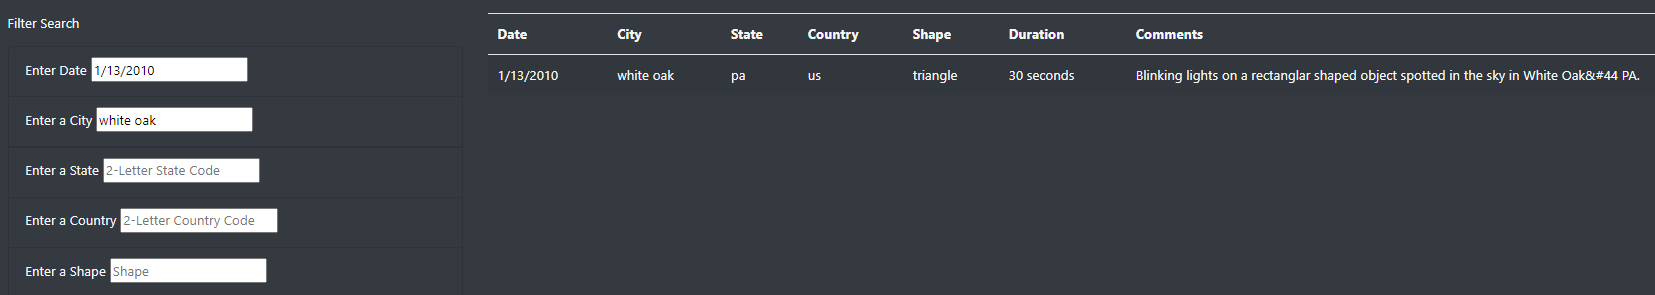 Filter Search
Enter Date 1/13/2010
Enter a City white oak
Enter a State 2-Letter State Code
Enter a Country 2-Letter Country Code
Enter a Shape Shape
Date City State Country Shape Duration Comments
1/13/2010 white oak pa us triangle 30 seconds Blinking lights on a rectanglar shaped object spotted in the sky in White Oak&#44 PA.